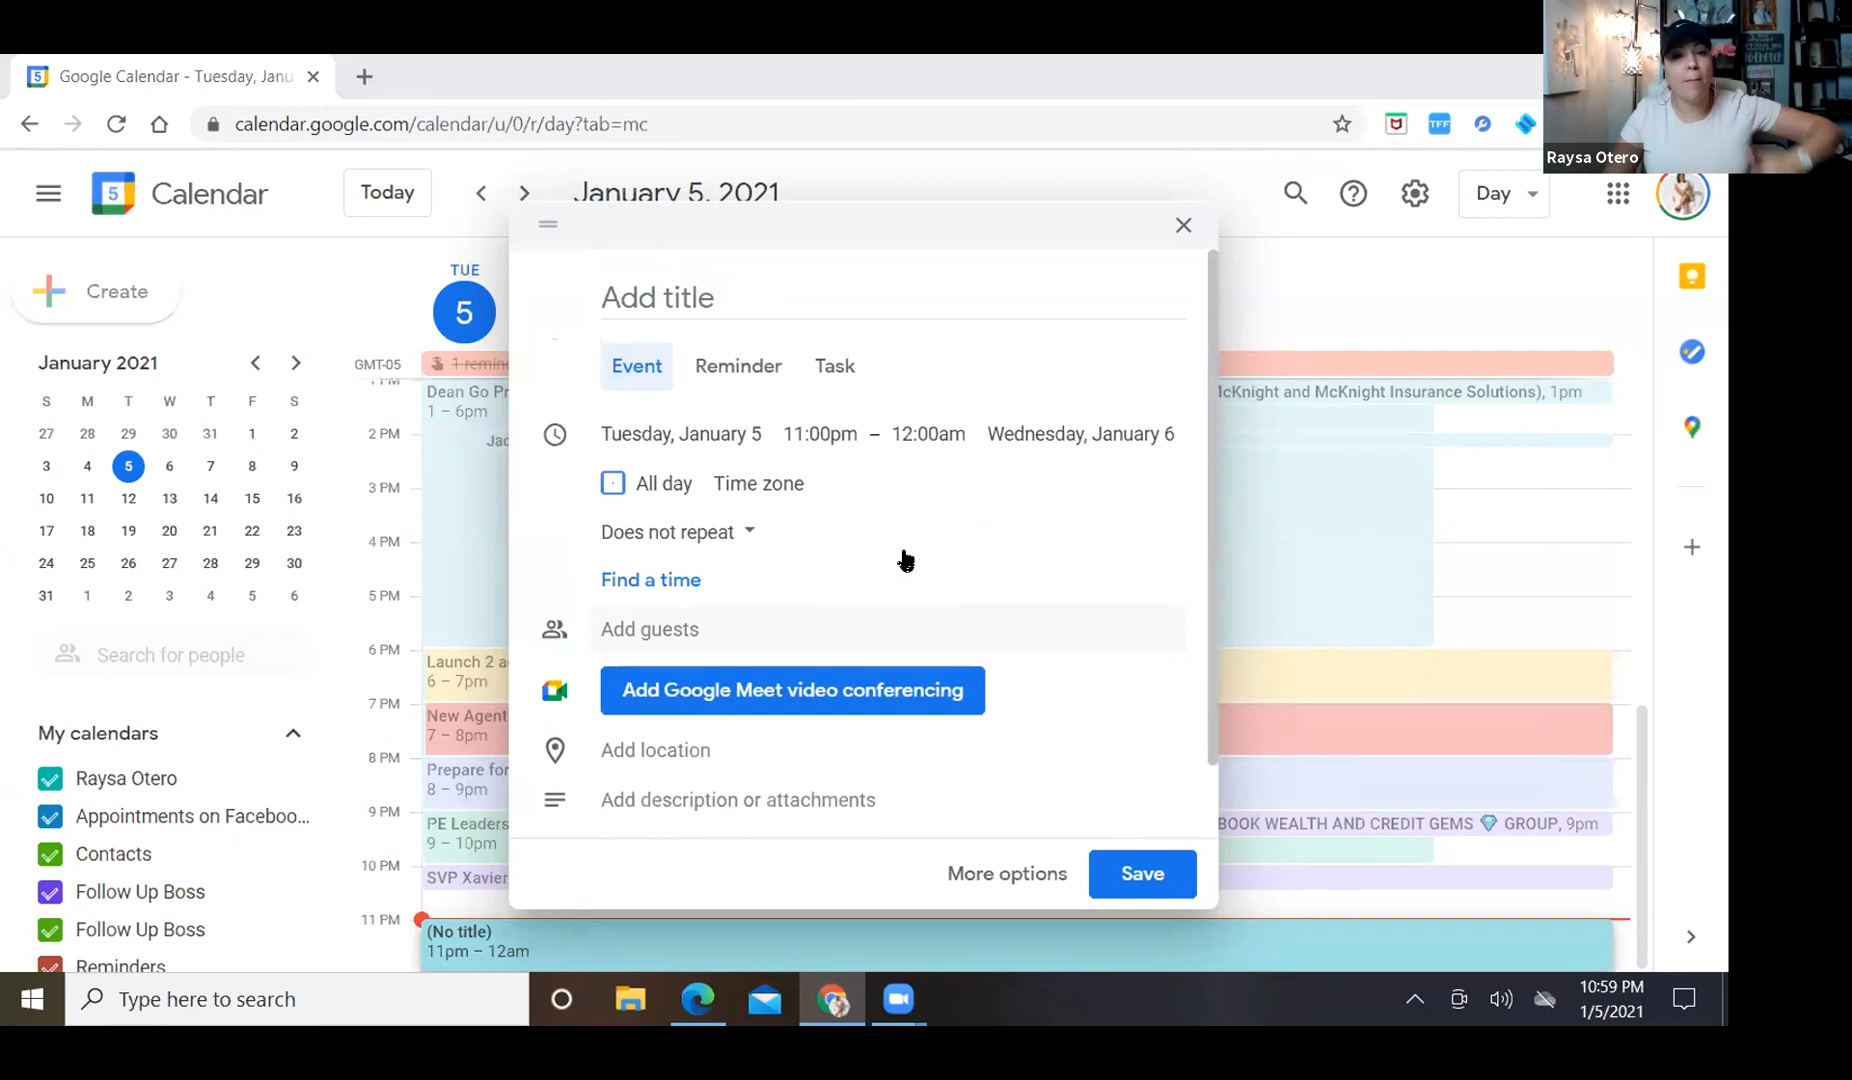 Google Calendar - Tuesday, Janu
calendar.google.com/calendar/u/0/r/day?tab=mc
TFF
Raysa Otero
5
Calendar
Today
January 5, 2021
Day
Create
TUE
5
Add title
January 2021
GMT-05
1 remin
S M T W T F S
27 28 29 30 31 1 2
3 4 5 6 7 8 9
10 11 12 13 14 15 16
17 18 19 20 21 22 23
24 25 26 27 28 29 30
31 1 2 3 4 5 6
Event
Reminder
Task
Dean Go Pr
1 – 6pm
Jac
cKnight and McKnight Insurance Solutions), 1pm
Tuesday, January 5 11:00pm – 12:00am Wednesday, January 6
All day
Time zone
Does not repeat
Find a time
Add guests
Add Google Meet video conferencing
Add location
Add description or attachments
More options
Save
1 PM
2 PM
3 PM
4 PM
5 PM
6 PM
7 PM
8 PM
9 PM
10 PM
11 PM
Launch 2 a
6 – 7pm
New Agent
7 – 8pm
Prepare for
8 – 9pm
PE Leaders
9 – 10pm
BOOK WEALTH AND CREDIT GEMS 💎 GROUP, 9pm
SVP Xavier
(No title)
11pm – 12am
Search for people
My calendars
Raysa Otero
Appointments on Faceboo...
Contacts
Follow Up Boss
Follow Up Boss
Reminders
Type here to search
10:59 PM
1/5/2021